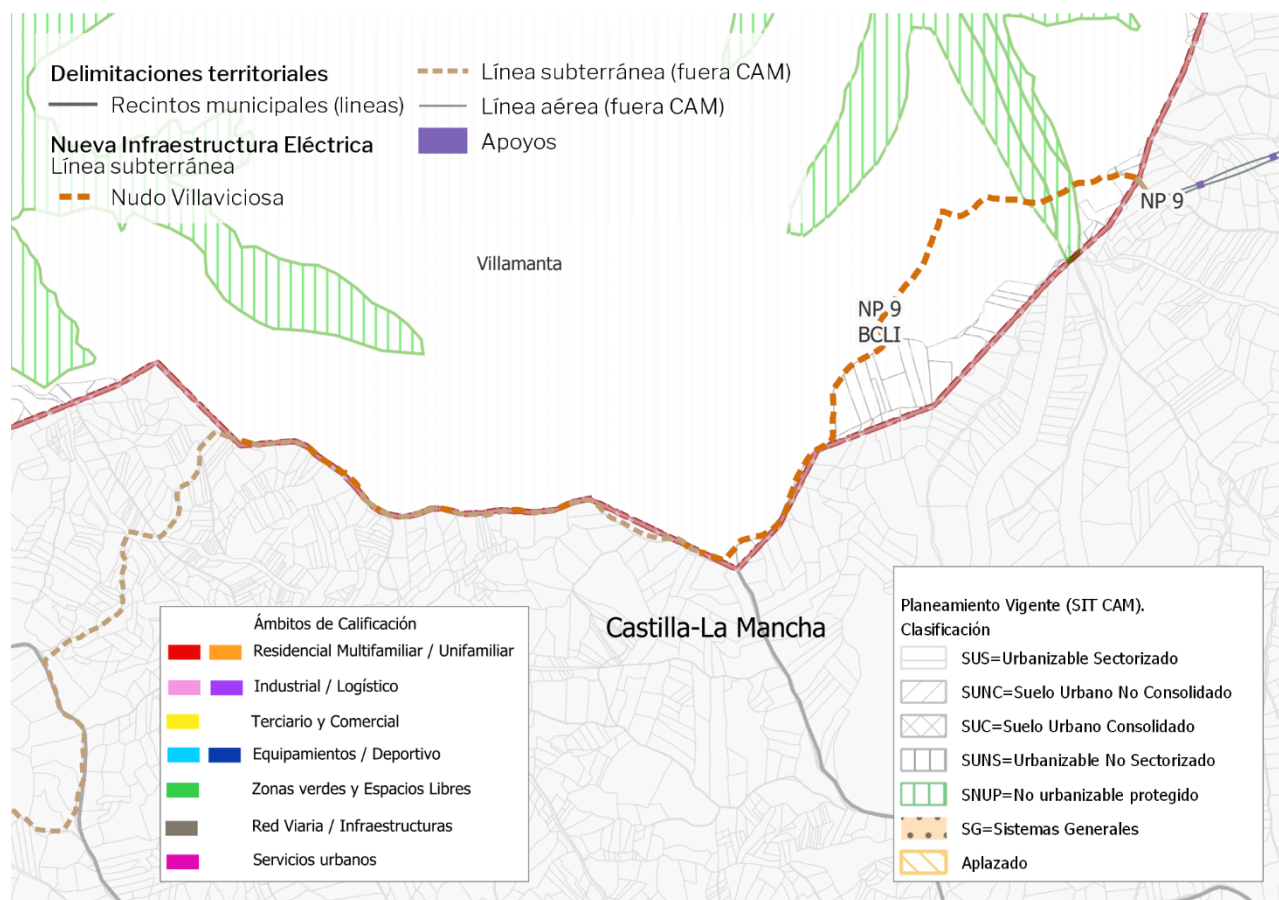 Delimitaciones territoriales
Recintos municipales (lineas)
Nueva Infraestructura Eléctrica
Línea subterránea
Nudo Villaviciosa
Línea subterránea (fuera CAM)
Línea aérea (fuera CAM)
Apoyos
NP 9
Villamanta
NP 9
BCLI
Castilla-La Mancha
Ámbitos de Calificación
Residencial Multifamiliar / Unifamiliar
Industrial / Logístico
Terciario y Comercial
Equipamientos / Deportivo
Zonas verdes y Espacios Libres
Red Viaria / Infraestructuras
Servicios urbanos
Planeamiento Vigente (SIT CAM).
Clasificación
SUS=Urbanizable Sectorizado
SUNC=Suelo Urbano No Consolidado
SUC=Suelo Urbano Consolidado
SUNS=Urbanizable No Sectorizado
SNUP=No urbanizable protegido
SG=Sistemas Generales
Aplazado